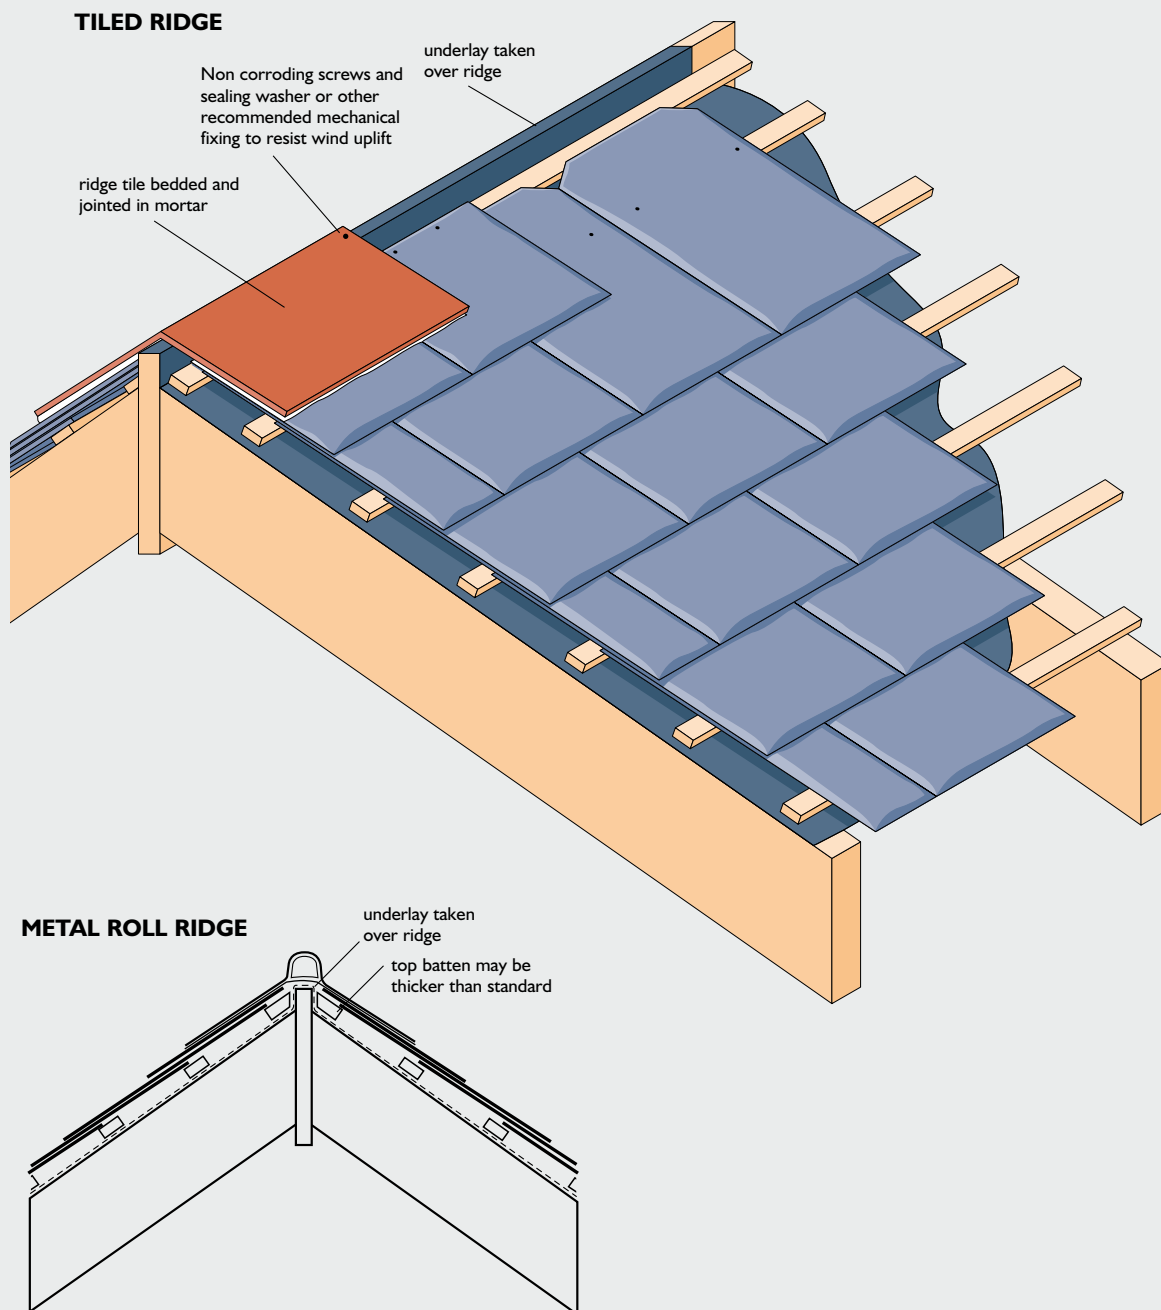 TILED RIDGE
underlay taken
over ridge
Non corroding screws and
sealing washer or other
recommended mechanical
fixing to resist wind uplift
ridge tile bedded and
jointed in mortar
METAL ROLL RIDGE
underlay taken
over ridge
top batten may be
thicker than standard